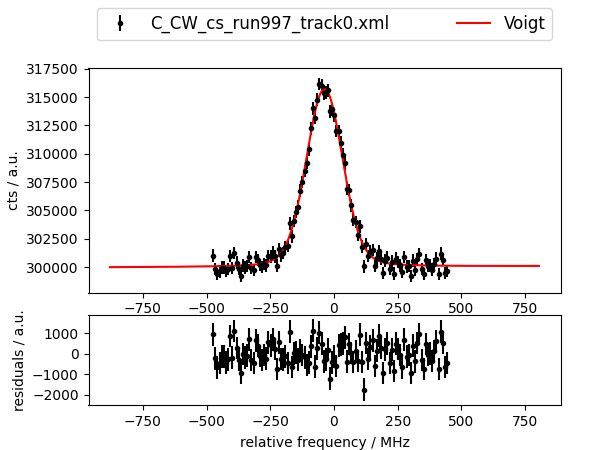 C_CW_cs_run997_track0.xml Voigt
317500
315000
312500
310000
307500
305000
302500
300000
cts / a.u.
−750 −500 −250 0 250 500 750
1000
0
−1000
−2000
residuals / a.u.
−750 −500 −250 0 250 500 750
relative frequency / MHz